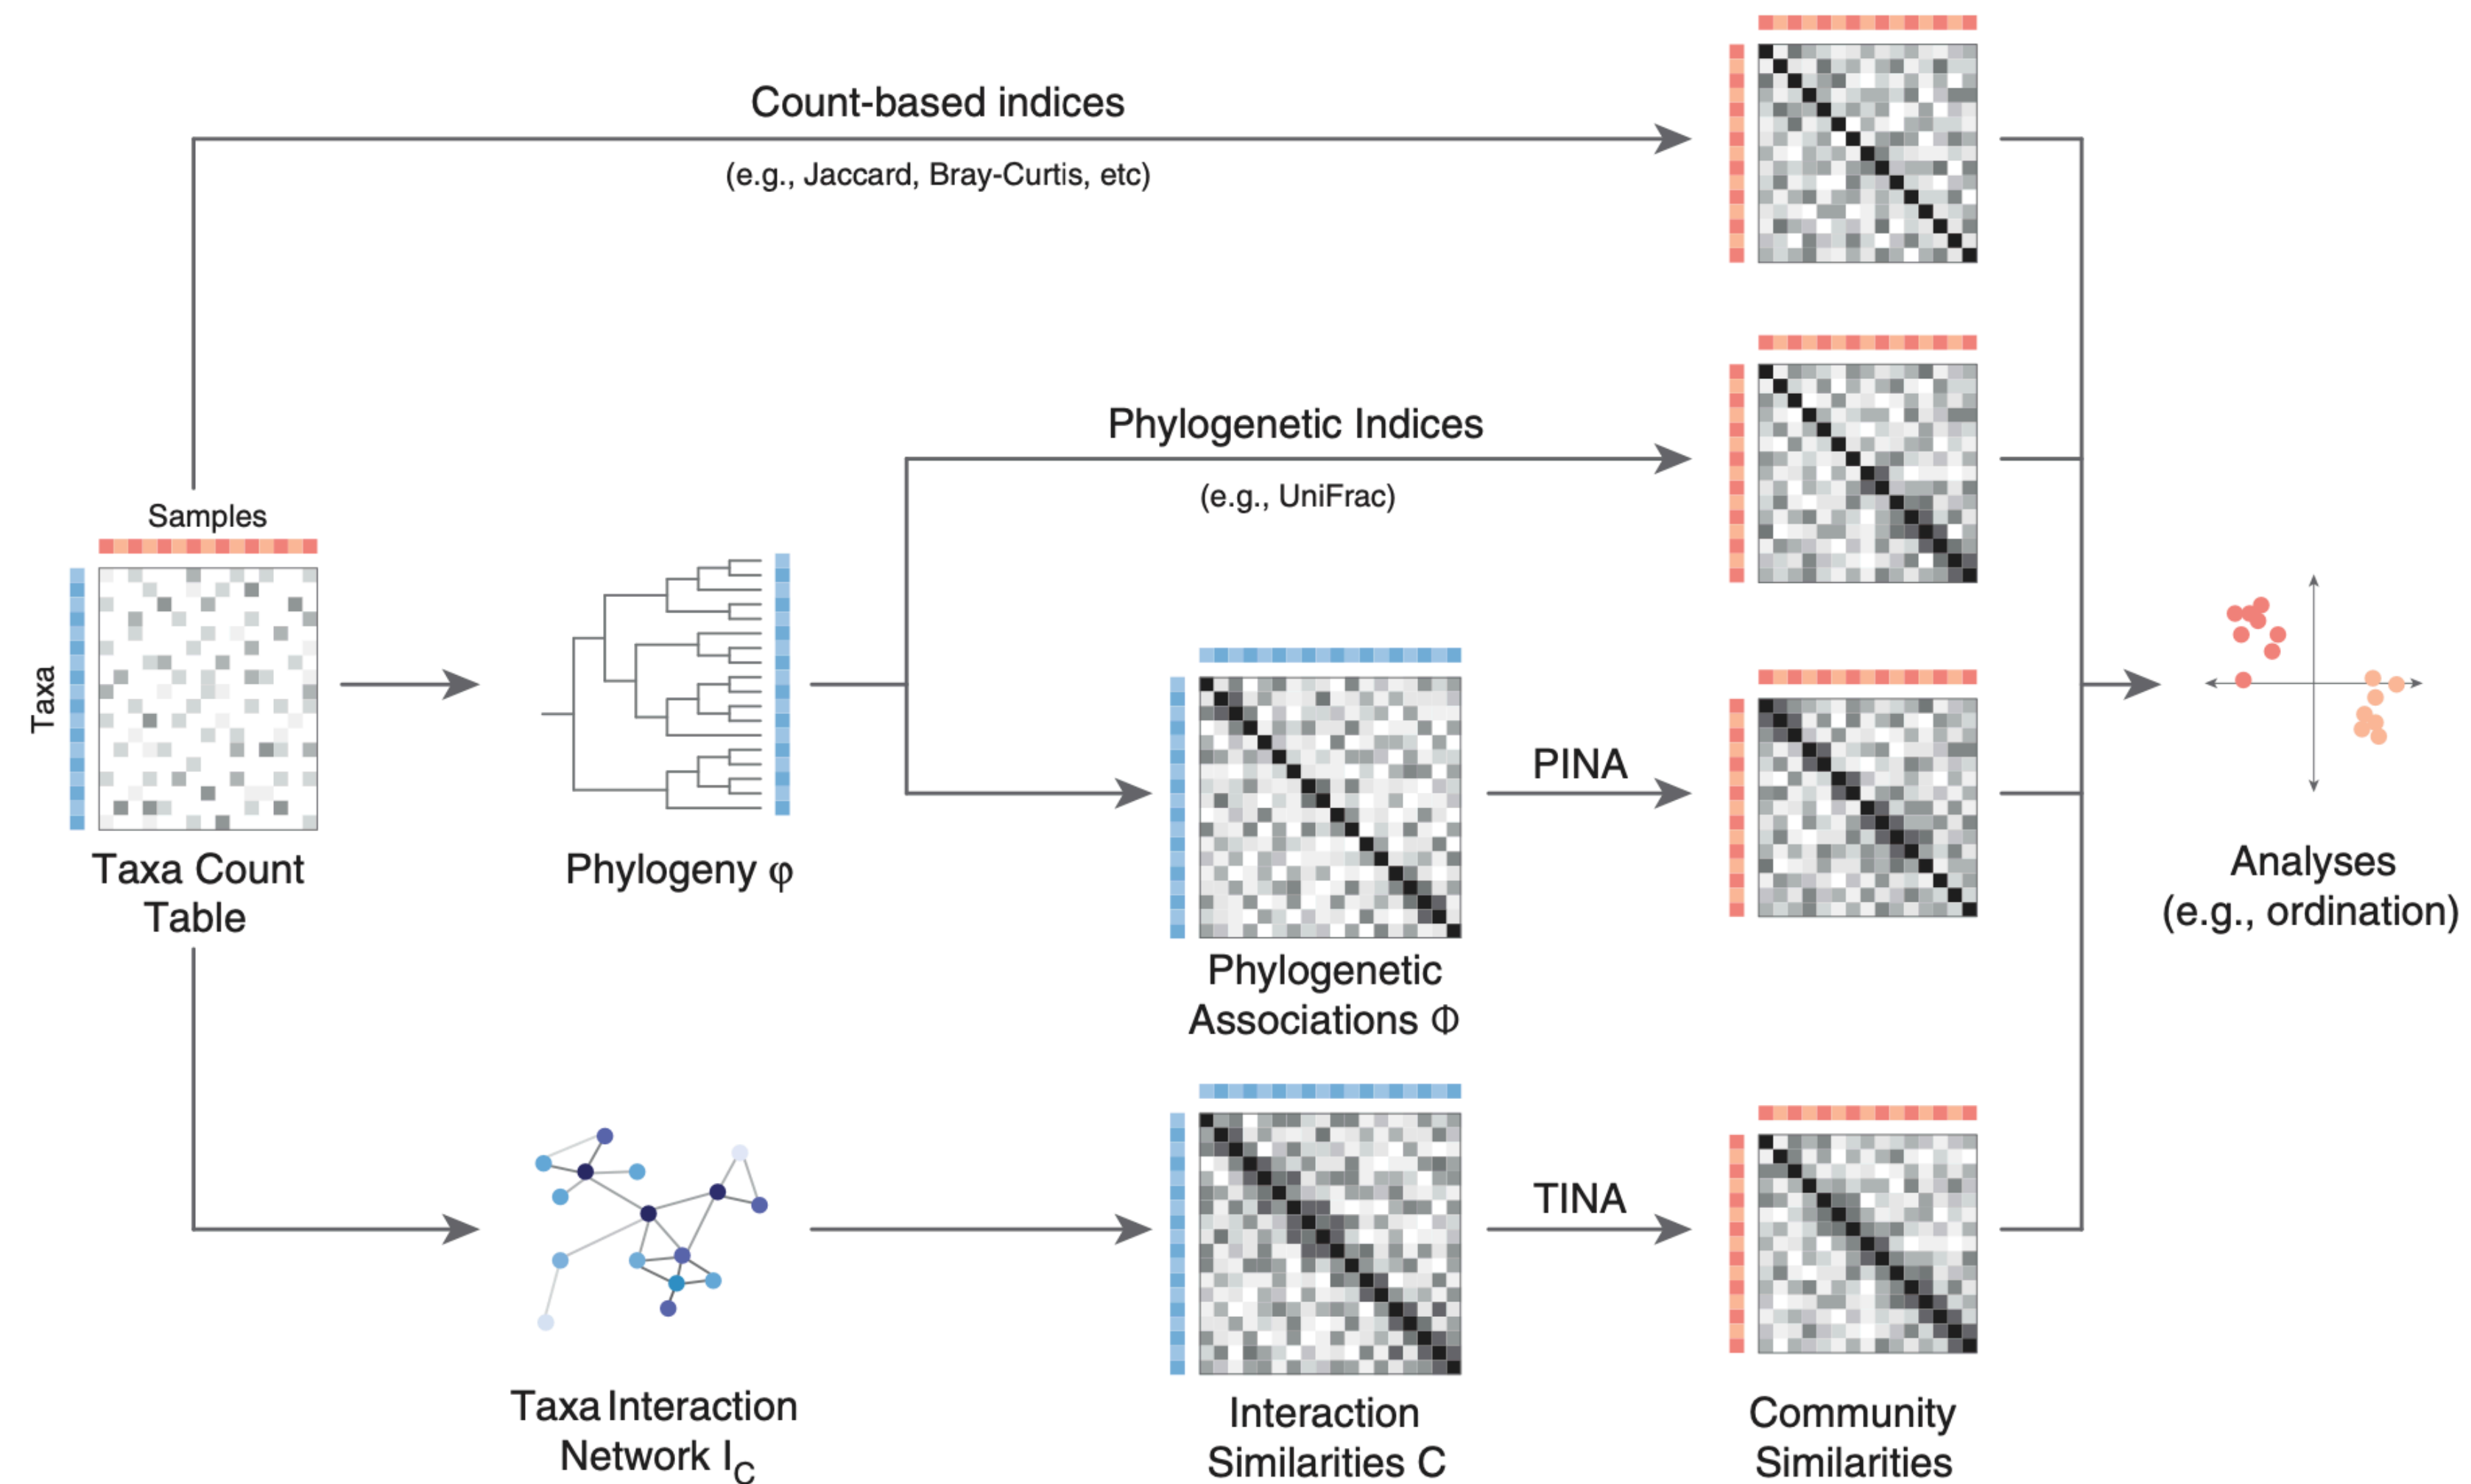 Count-based indices
(e.g., Jaccard, Bray-Curtis, etc)
Phylogenetic Indices
(e.g., UniFrac)
Samples
Taxa
Taxa Count
Table
Phylogeny φ
Phylogenetic
Associations Φ
PINA
Analyses
(e.g., ordination)
Taxa Interaction
Network I_C
Interaction
Similarities C
TINA
Community
Similarities